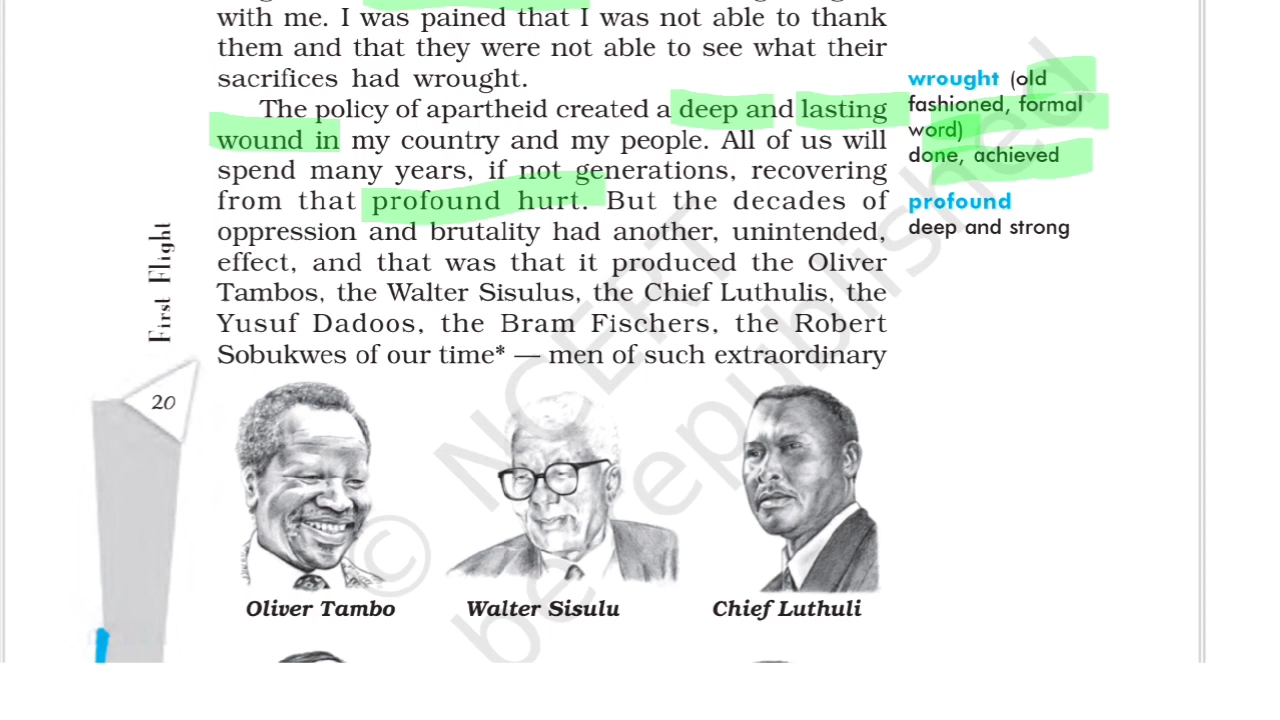 with me. I was pained that I was not able to thank
them and that they were not able to see what their
sacrifices had wrought.
The policy of apartheid created a deep and lasting
wound in my country and my people. All of us will
spend many years, if not generations, recovering
from that profound hurt. But the decades of
oppression and brutality had another, unintended,
effect, and that was that it produced the Oliver
Tambos, the Walter Sisulus, the Chief Luthulis, the
Yusuf Dadoos, the Bram Fischers, the Robert
Sobukwes of our time* — men of such extraordinary
wrought (old
fashioned, formal
word)
done, achieved
profound
deep and strong
First Flight
20
Oliver Tambo
Walter Sisulu
Chief Luthuli
© NCERT
be republished